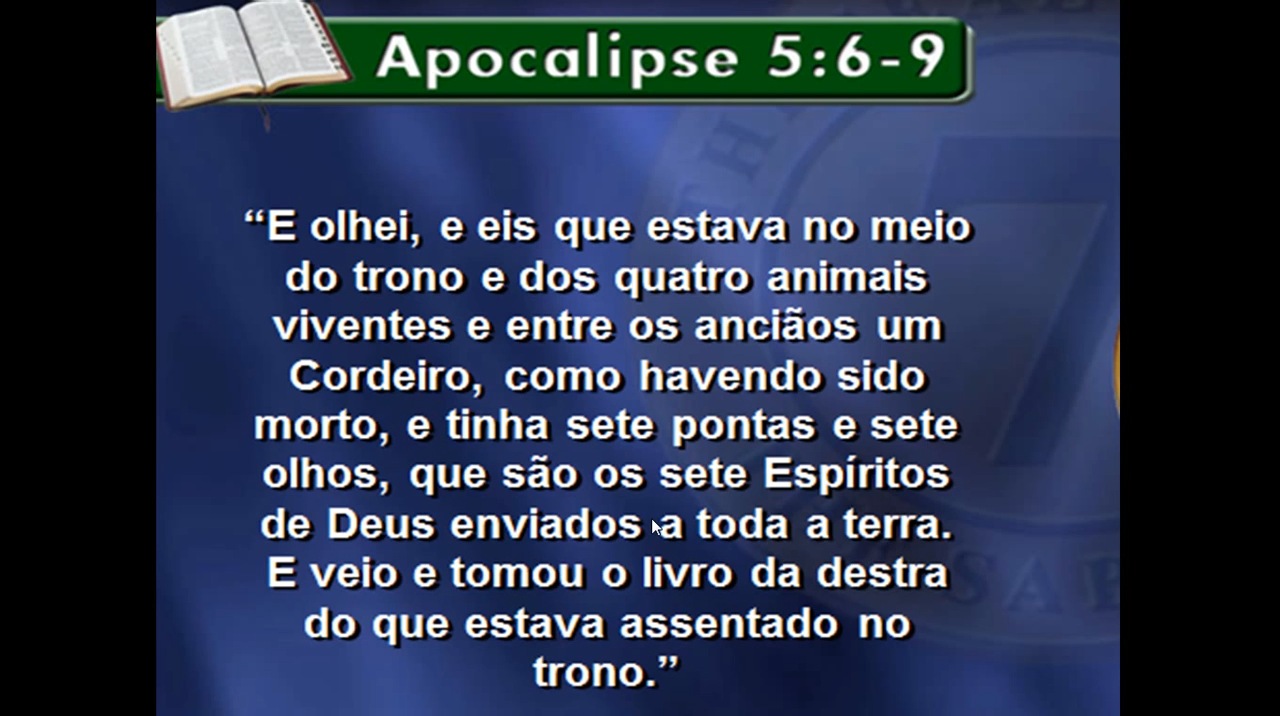 Apocalipse 5:6-9
“E olhei, e eis que estava no meio
do trono e dos quatro animais
viventes e entre os anciãos um
Cordeiro, como havendo sido
morto, e tinha sete pontas e sete
olhos, que são os sete Espíritos
de Deus enviados a toda a terra.
E veio e tomou o livro da destra
do que estava assentado no
trono.”
7